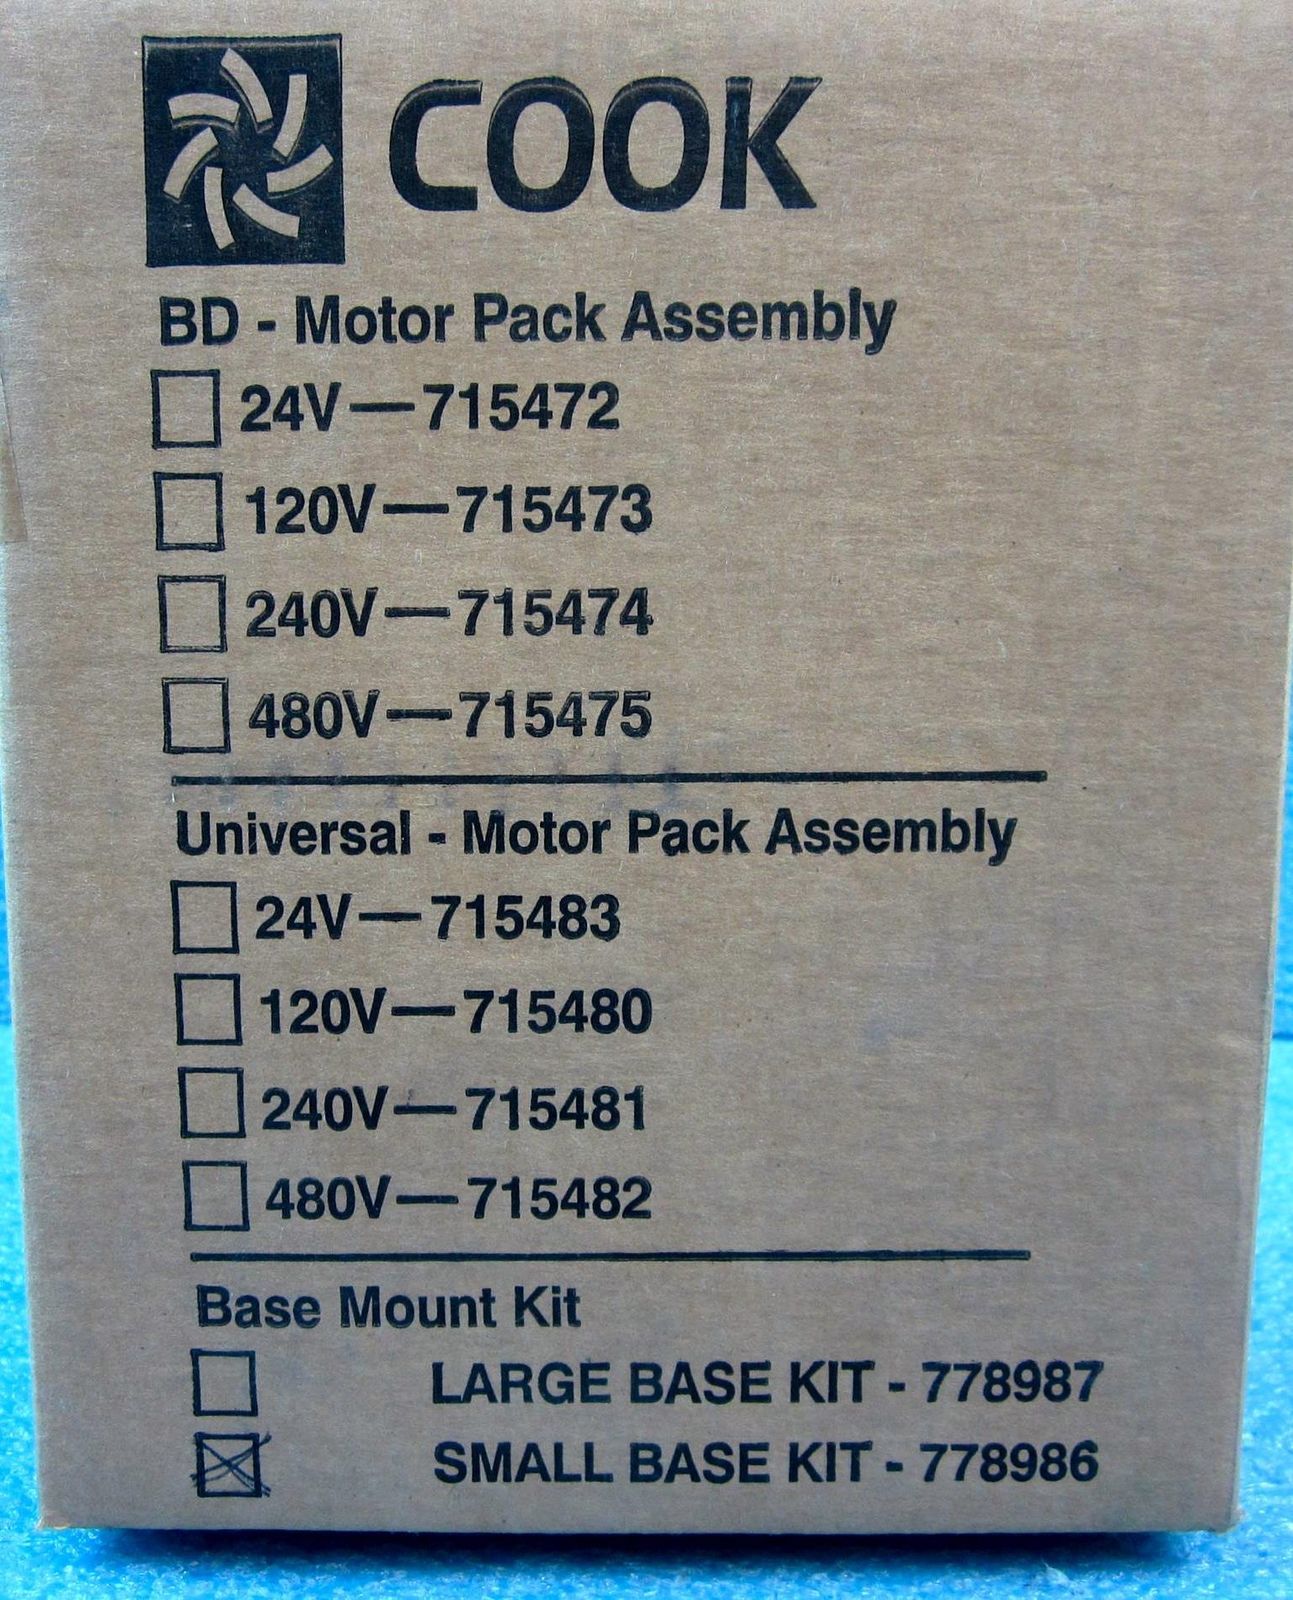 COOK
BD - Motor Pack Assembly
24V—715472
120V—715473
240V—715474
480V—715475
Universal - Motor Pack Assembly
24V—715483
120V—715480
240V—715481
480V—715482
Base Mount Kit
LARGE BASE KIT - 778987
SMALL BASE KIT - 778986